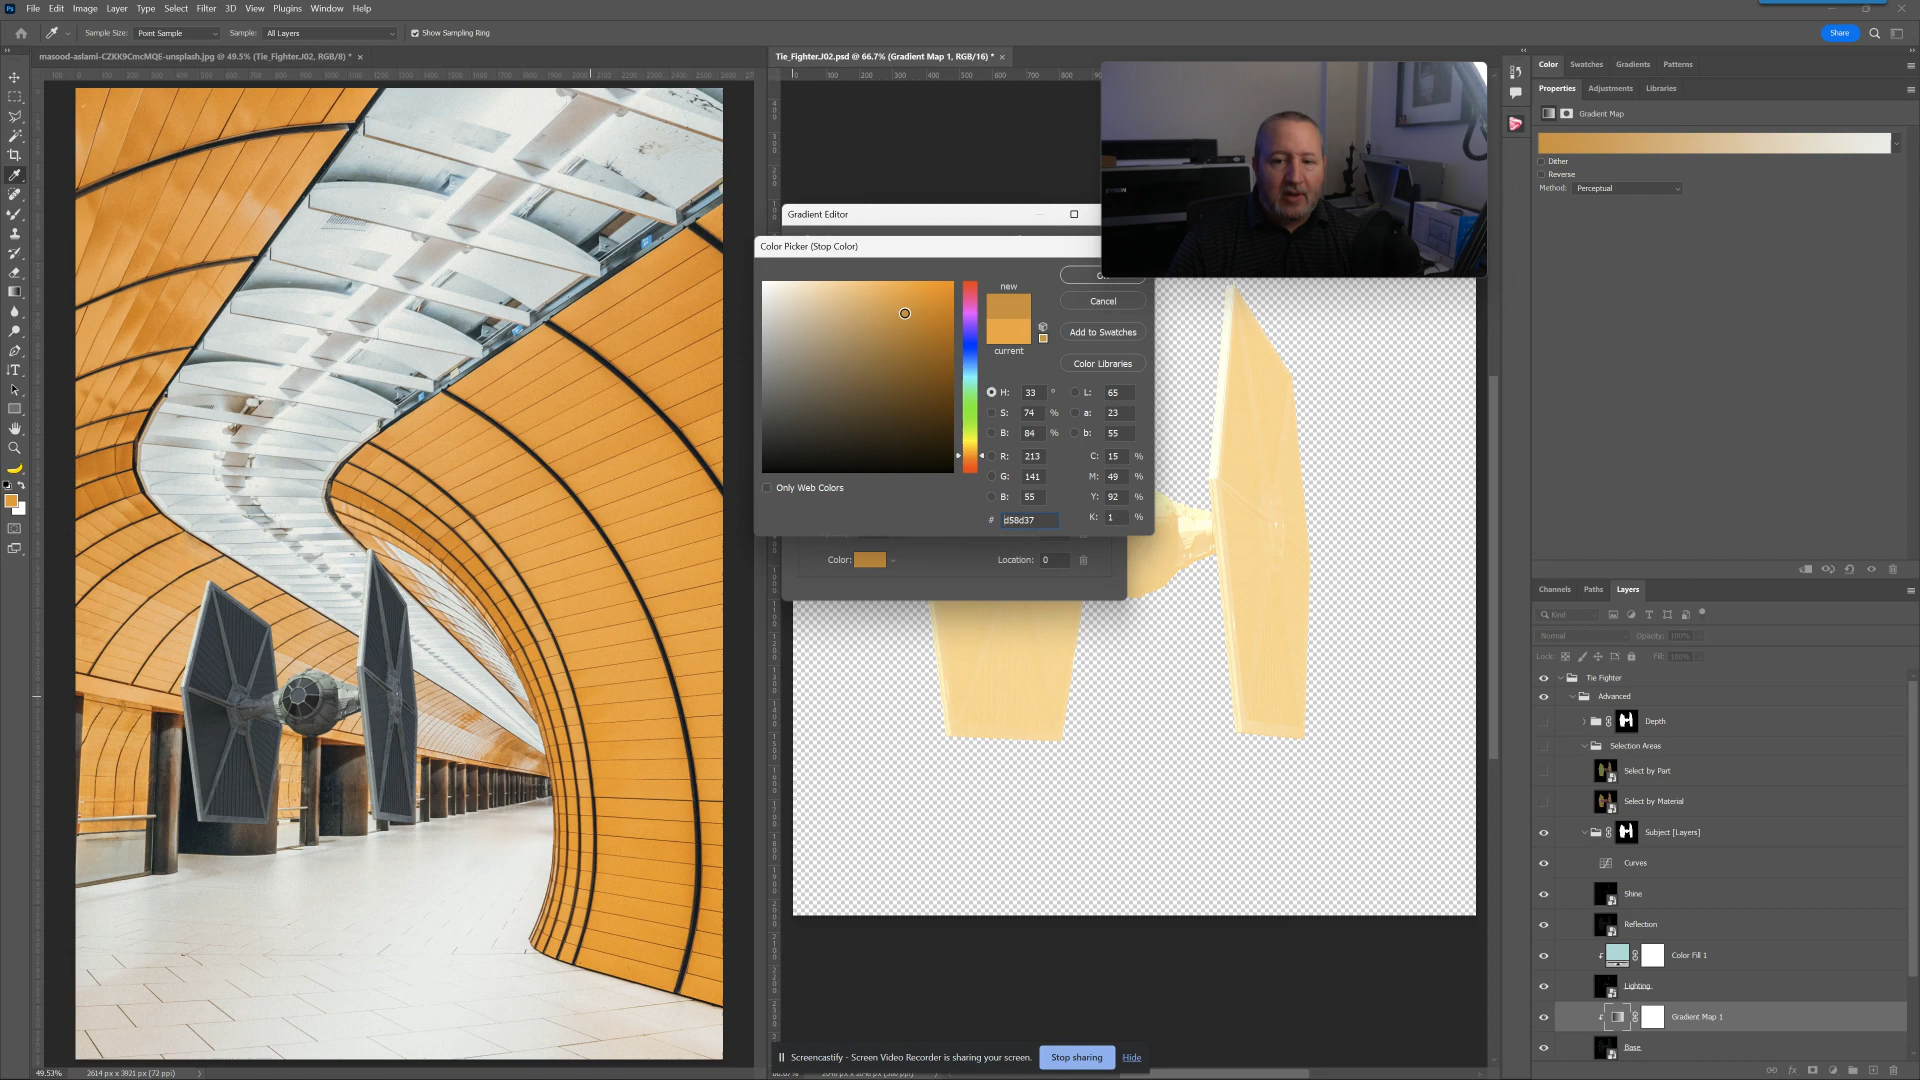 Ps File Edit Image Layer Type Select Filter 3D View Plugins Window Help
Sample Size: Point Sample Sample: All Layers Show Sampling Ring Share
masood-aslami-CZKK9CmcMQE-unsplash.jpg @ 49.5% (Tie_Fighter.J02, RGB/8) * ×
Tie_Fighter.J02.psd @ 66.7% (Gradient Map 1, RGB/16) * ×
Color Swatches Gradients Patterns
Properties Adjustments Libraries
Gradient Map
Dither
Reverse
Method: Perceptual
Gradient Editor
Color Picker (Stop Color)
new
current
Cancel
Add to Swatches
Color Libraries
H: 33 ° L: 65
S: 74 % a: 23
B: 84 % b: 55
R: 213 C: 15 %
G: 141 M: 49 %
B: 55 Y: 92 %
# d58d37 K: 1 %
Only Web Colors
Color: Location: 0
Channels Paths Layers
Kind
Normal Opacity: 100%
Lock: Fill: 100%
Tie Fighter
Advanced
Depth
Selection Areas
Select by Part
Select by Material
Subject [Layers]
Curves
Shine
Reflection
Color Fill 1
Lighting
Gradient Map 1
Base
Screencastify - Screen Video Recorder is sharing your screen. Stop sharing Hide
49.53% 2614 px x 3921 px (72 ppi)